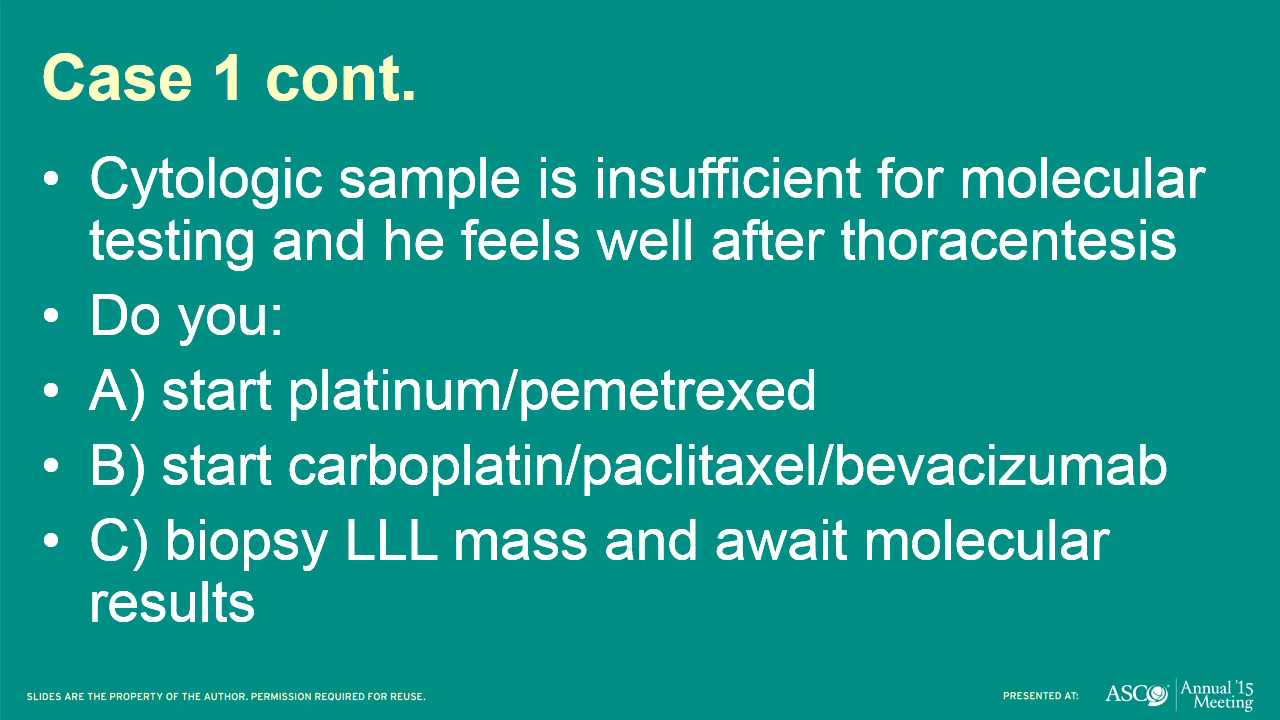 Case 1 cont.
• Cytologic sample is insufficient for molecular
testing and he feels well after thoracentesis
• Do you:
• A) start platinum/pemetrexed
• B) start carboplatin/paclitaxel/bevacizumab
• C) biopsy LLL mass and await molecular
results
SLIDES ARE THE PROPERTY OF THE AUTHOR. PERMISSION REQUIRED FOR REUSE.
PRESENTED AT:
ASCO
Annual '15
Meeting